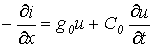 -∂i/∂x = g₀u + C₀ ∂u/∂t